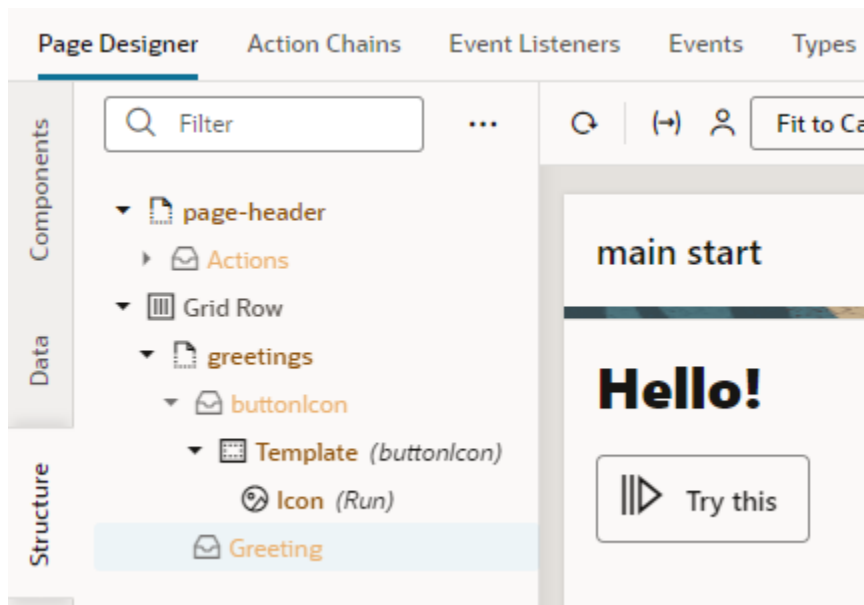 Page Designer Action Chains Event Listeners Events Types
Components
Data
Structure
Filter
page-header
Actions
Grid Row
greetings
buttonIcon
Template (buttonIcon)
Icon (Run)
Greeting
Fit to Ca
main start
Hello!
Try this